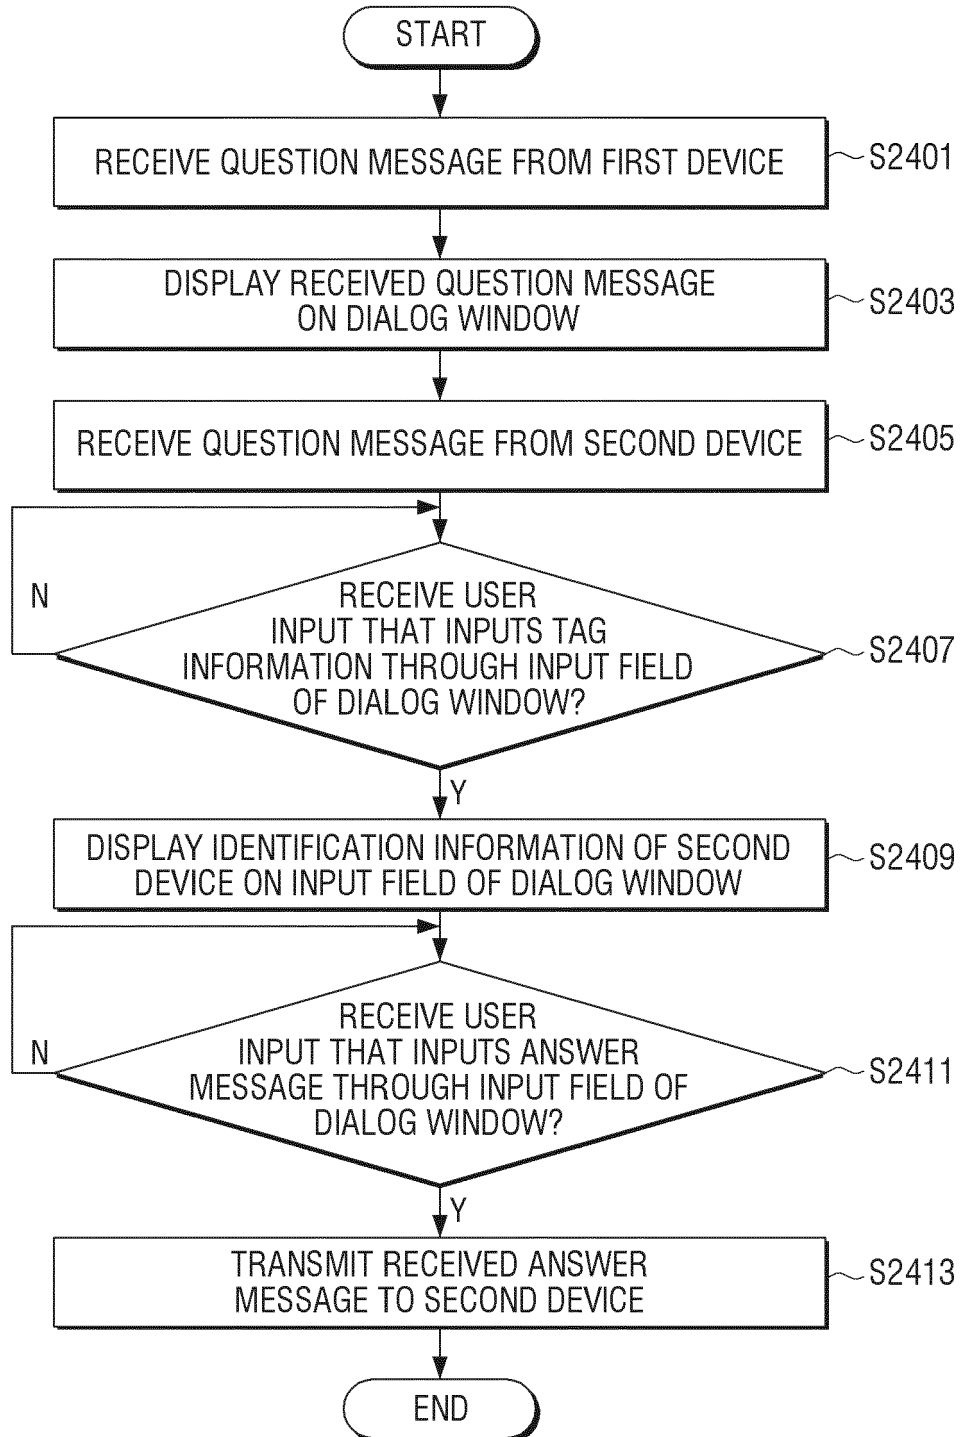 START
RECEIVE QUESTION MESSAGE FROM FIRST DEVICE
S2401
DISPLAY RECEIVED QUESTION MESSAGE
ON DIALOG WINDOW
S2403
RECEIVE QUESTION MESSAGE FROM SECOND DEVICE
S2405
N
RECEIVE USER
INPUT THAT INPUTS TAG
INFORMATION THROUGH INPUT FIELD
OF DIALOG WINDOW?
S2407
Y
DISPLAY IDENTIFICATION INFORMATION OF SECOND
DEVICE ON INPUT FIELD OF DIALOG WINDOW
S2409
N
RECEIVE USER
INPUT THAT INPUTS ANSWER
MESSAGE THROUGH INPUT FIELD OF
DIALOG WINDOW?
S2411
Y
TRANSMIT RECEIVED ANSWER
MESSAGE TO SECOND DEVICE
S2413
END